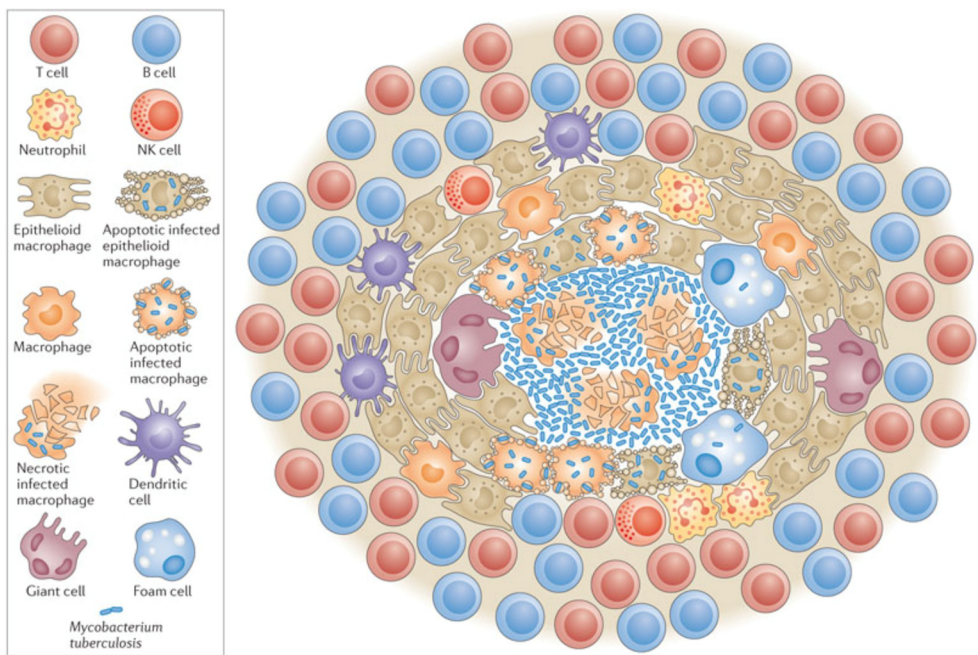 T cell
B cell
Neutrophil
NK cell
Epithelioid
macrophage
Apoptotic infected
epithelioid
macrophage
Macrophage
Apoptotic
infected
macrophage
Necrotic
infected
macrophage
Dendritic
cell
Giant cell
Foam cell
Mycobacterium
tuberculosis